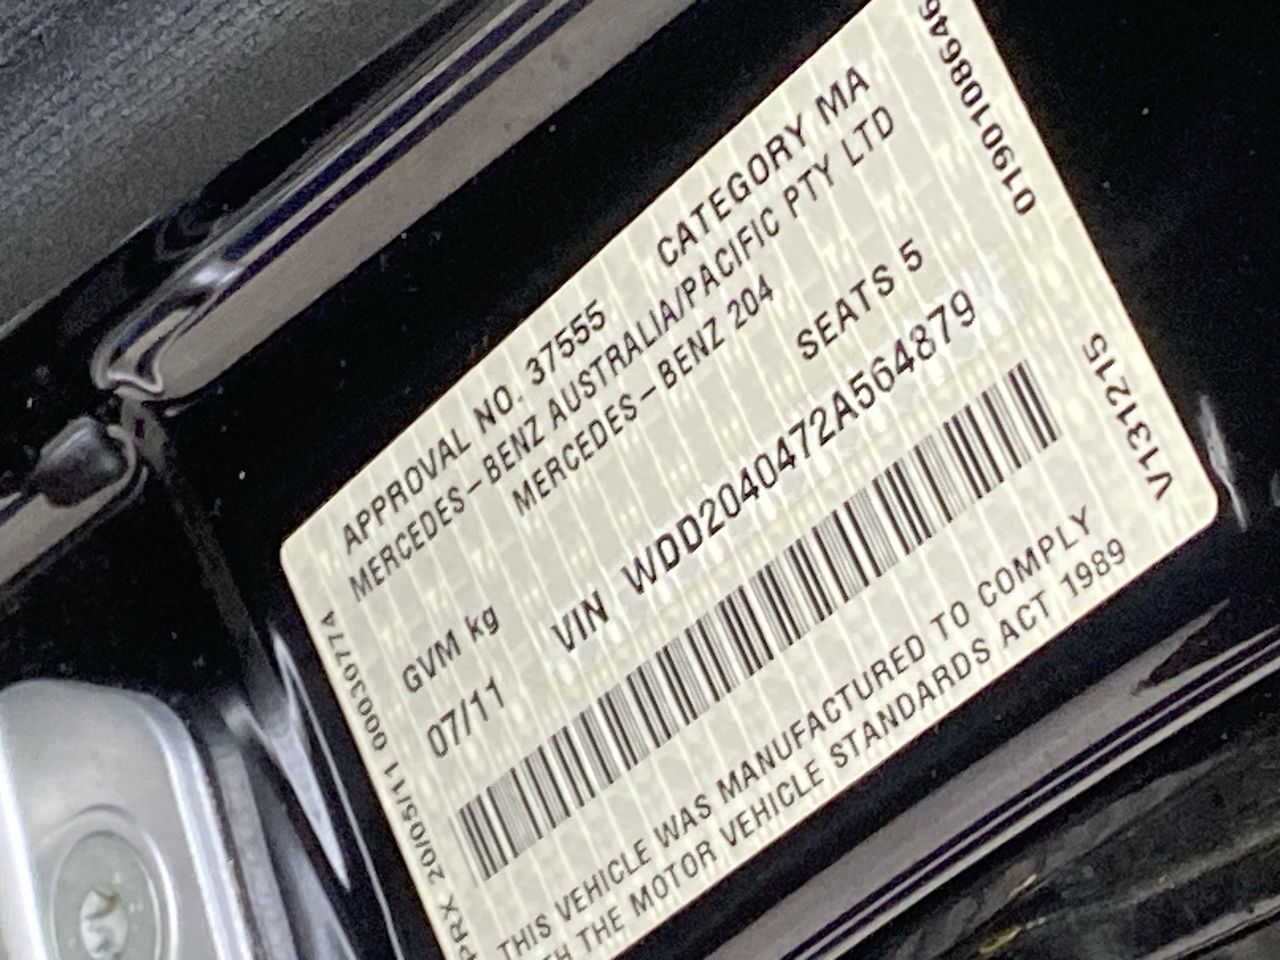 APPROVAL NO. 37555 CATEGORY MA
MERCEDES-BENZ AUSTRALIA/PACIFIC PTY LTD
MERCEDES-BENZ 204
GVM kg SEATS 5
07/11 VIN WDD2040472A564879
THIS VEHICLE WAS MANUFACTURED TO COMPLY
THE MOTOR VEHICLE STANDARDS ACT 1989
PRX 20/05/11 00030774
0190108646
V131215